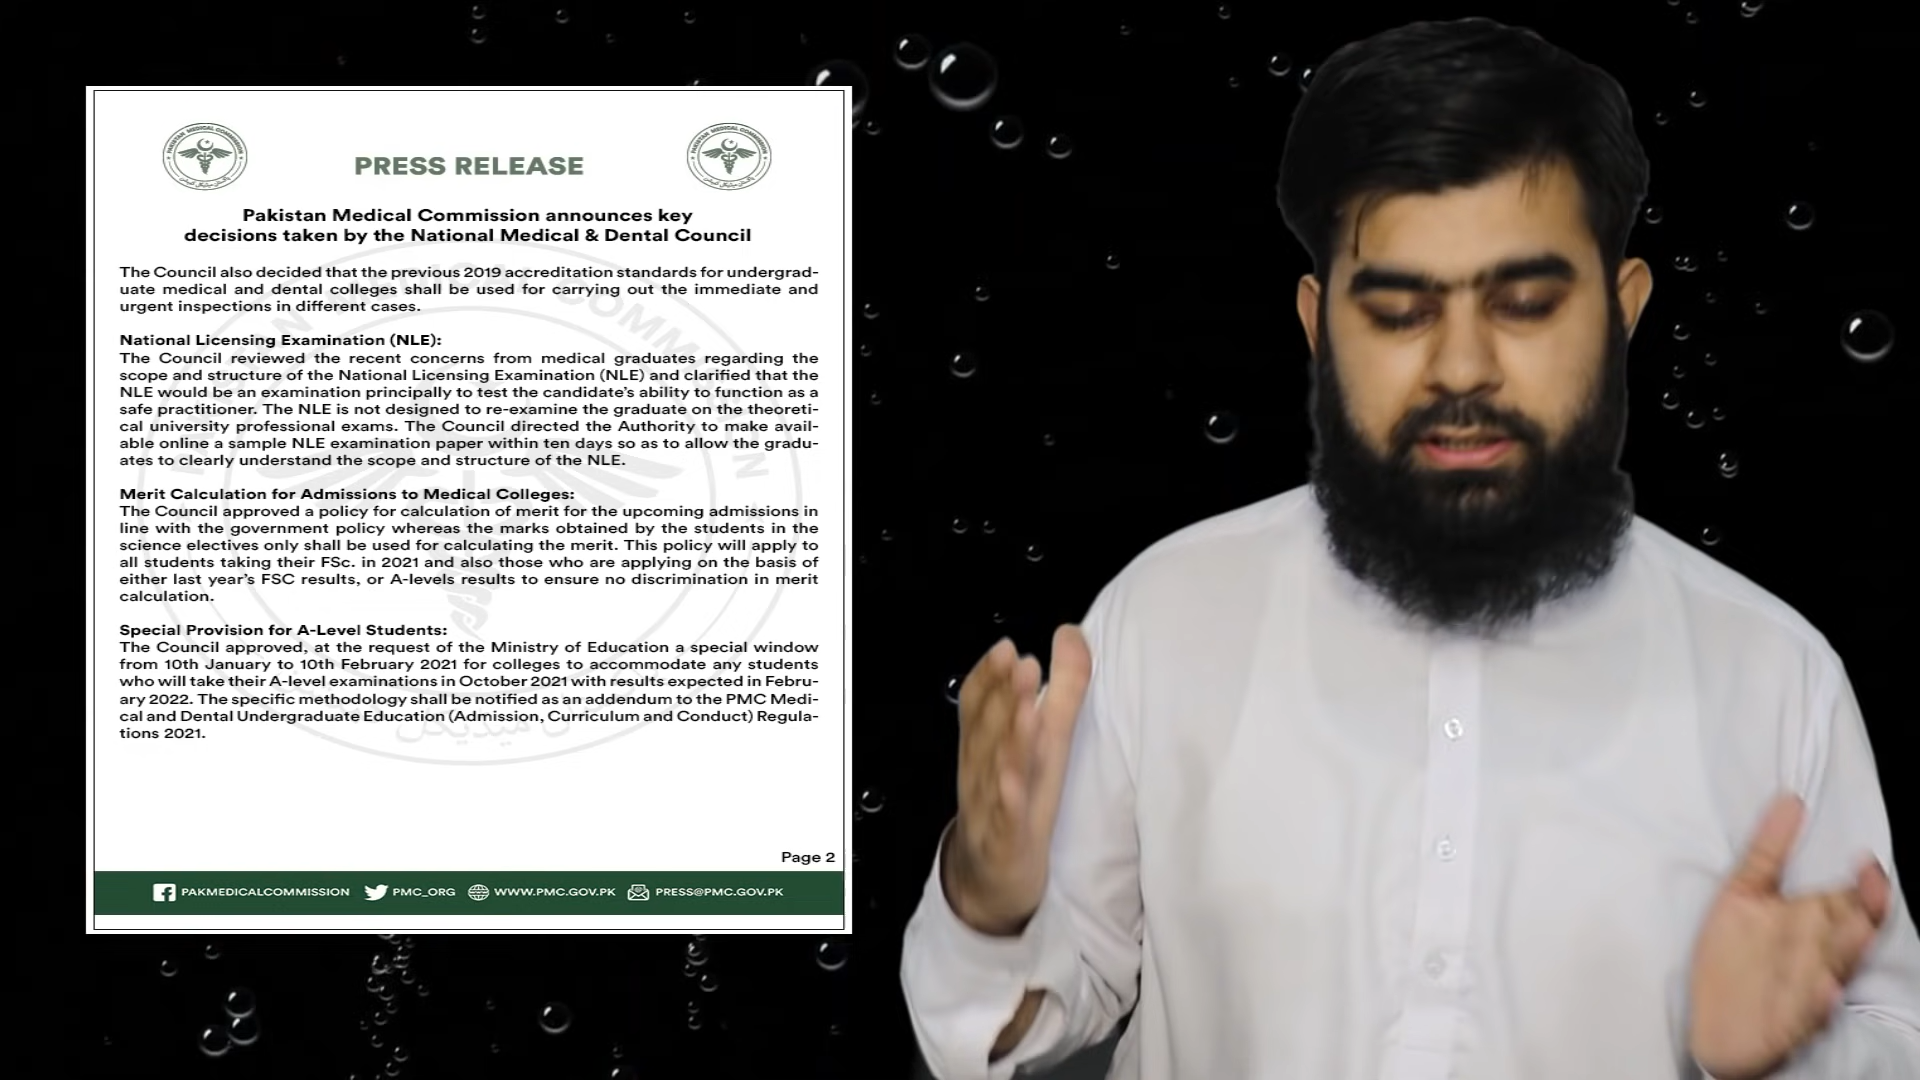 PAKISTAN MEDICAL COMMISSION
PRESS RELEASE
PAKISTAN MEDICAL COMMISSION
Pakistan Medical Commission announces key
decisions taken by the National Medical & Dental Council
The Council also decided that the previous 2019 accreditation standards for undergrad-
uate medical and dental colleges shall be used for carrying out the immediate and
urgent inspections in different cases.
National Licensing Examination (NLE):
The Council reviewed the recent concerns from medical graduates regarding the
scope and structure of the National Licensing Examination (NLE) and clarified that the
NLE would be an examination principally to test the candidate's ability to function as a
safe practitioner. The NLE is not designed to re-examine the graduate on the theoreti-
cal university professional exams. The Council directed the Authority to make avail-
able online a sample NLE examination paper within ten days so as to allow the gradu-
ates to clearly understand the scope and structure of the NLE.
Merit Calculation for Admissions to Medical Colleges:
The Council approved a policy for calculation of merit for the upcoming admissions in
line with the government policy whereas the marks obtained by the students in the
science electives only shall be used for calculating the merit. This policy will apply to
all students taking their FSc. in 2021 and also those who are applying on the basis of
either last year's FSC results, or A-levels results to ensure no discrimination in merit
calculation.
Special Provision for A-Level Students:
The Council approved, at the request of the Ministry of Education a special window
from 10th January to 10th February 2021 for colleges to accommodate any students
who will take their A-level examinations in October 2021 with results expected in Febru-
ary 2022. The specific methodology shall be notified as an addendum to the PMC Medi-
cal and Dental Undergraduate Education (Admission, Curriculum and Conduct) Regula-
tions 2021.
Page 2
PAKMEDICALCOMMISSION PMC_ORG WWW.PMC.GOV.PK PRESS@PMC.GOV.PK